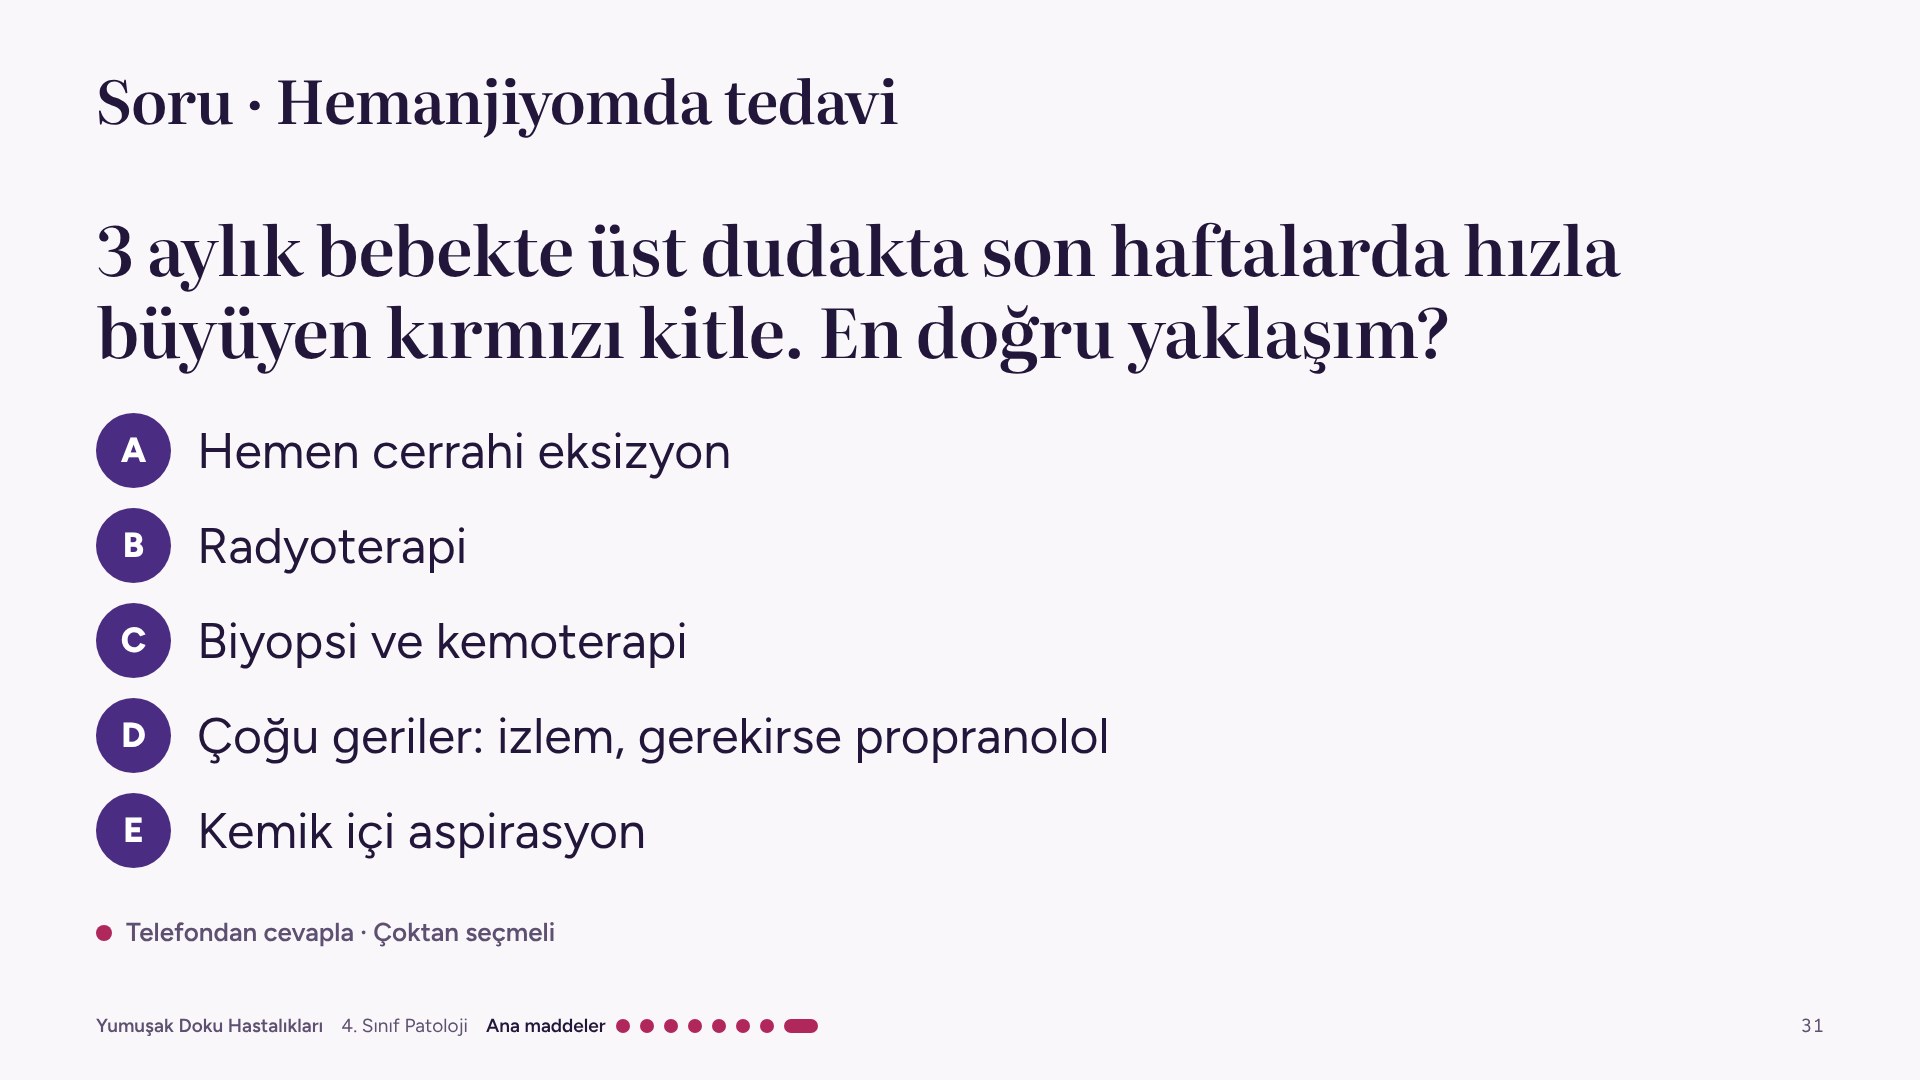 Soru · Hemanjiyomda tedavi
3 aylık bebekte üst dudakta son haftalarda hızla
büyüyen kırmızı kitle. En doğru yaklaşım?
A Hemen cerrahi eksizyon
B Radyoterapi
C Biyopsi ve kemoterapi
D Çoğu geriler: izlem, gerekirse propranolol
E Kemik içi aspirasyon
Telefondan cevapla · Çoktan seçmeli
Yumuşak Doku Hastalıkları 4. Sınıf Patoloji Ana maddeler 31